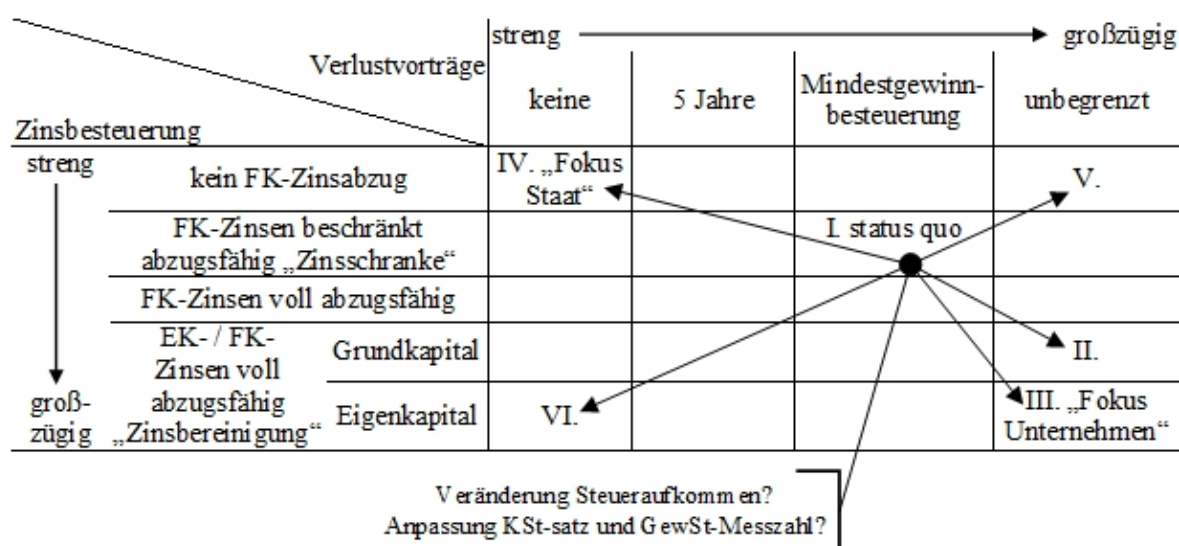 streng großzügig
Verlustvorträge
keine
5 Jahre
Mindestgewinn-
besteuerung
unbegrenzt
Zinsbesteuerung
streng
kein FK-Zinsabzug
IV. „Fokus
Staat“
V.
FK-Zinsen beschränkt
abzugsfähig „Zinsschranke“
I. status quo
FK-Zinsen voll abzugsfähig
EK- / FK-
Zinsen voll
abzugsfähig
„Zinsbereinigung“
Grundkapital
II.
groß-
zügig
Eigenkapital
VI.
III. „Fokus
Unternehmen“
Veränderung Steueraufkommen?
Anpassung KSt-satz und GewSt-Messzahl?